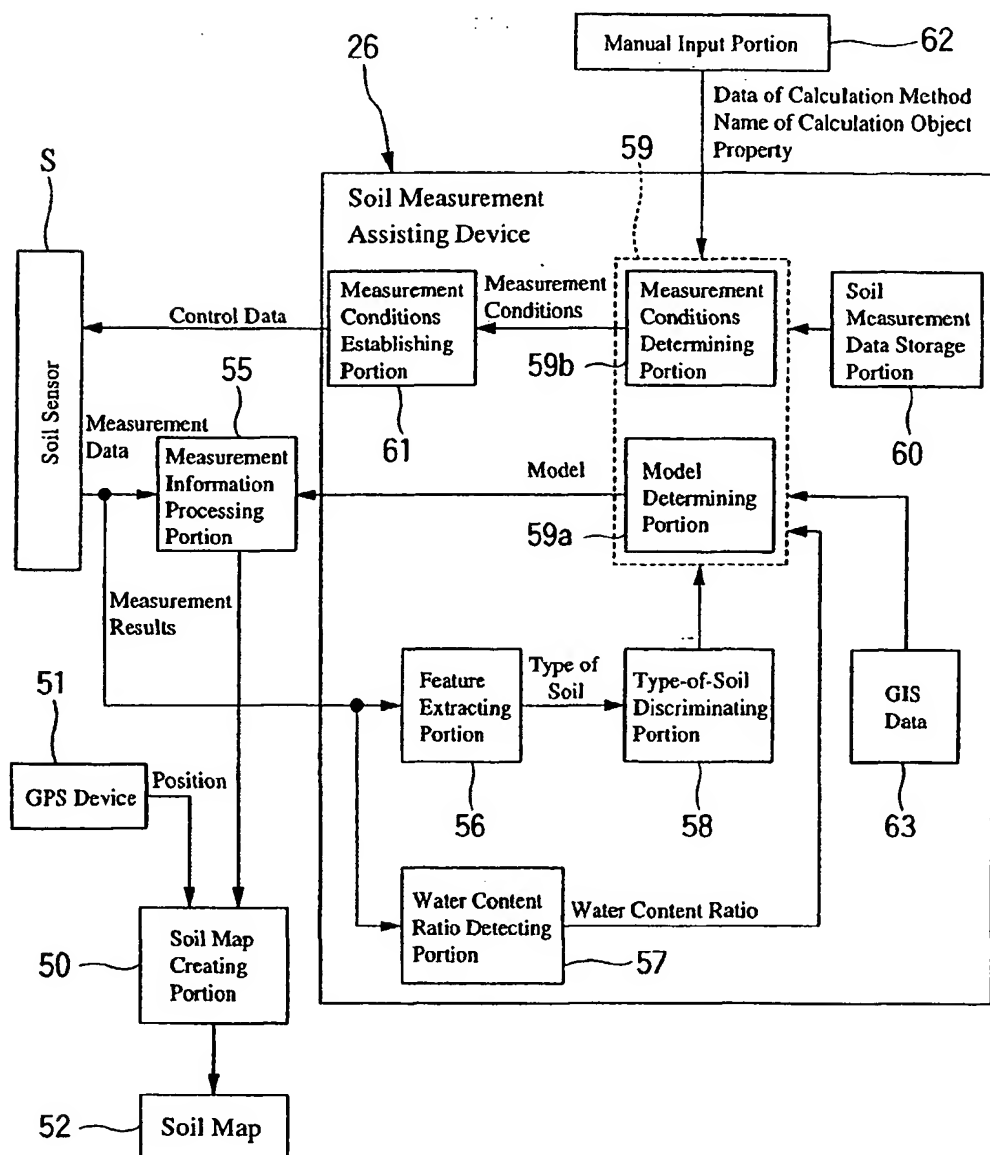 26
Manual Input Portion
62
Data of Calculation Method
Name of Calculation Object
Property
59
S
Soil Measurement
Assisting Device
Soil Sensor
Control Data
Measurement
Conditions
Establishing
Portion
61
Measurement
Conditions
Measurement
Conditions
Determining
Portion
59b
Soil
Measurement
Data Storage
Portion
60
55
Measurement
Data
Measurement
Information
Processing
Portion
Model
Model
Determining
Portion
59a
Measurement
Results
51
GPS Device
Position
Feature
Extracting
Portion
56
Type of
Soil
Type-of-Soil
Discriminating
Portion
58
GIS
Data
63
Water Content
Ratio Detecting
Portion
57
Water Content Ratio
50
Soil Map
Creating
Portion
52
Soil Map